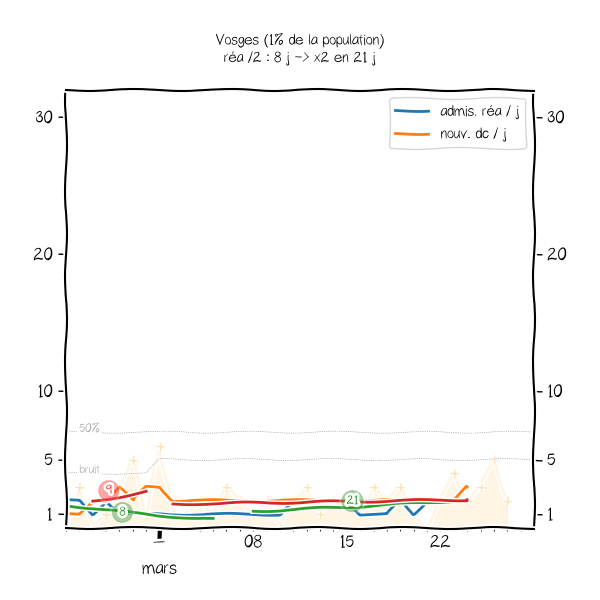 Vosges (1% de la population)
réa /2 : 8 j -> x2 en 21 j
admis. réa / j
nouv. dc / j
30
30
20
20
10
10
50%
5
5
bruit
9
8
21
1
1
08
15
22
mars